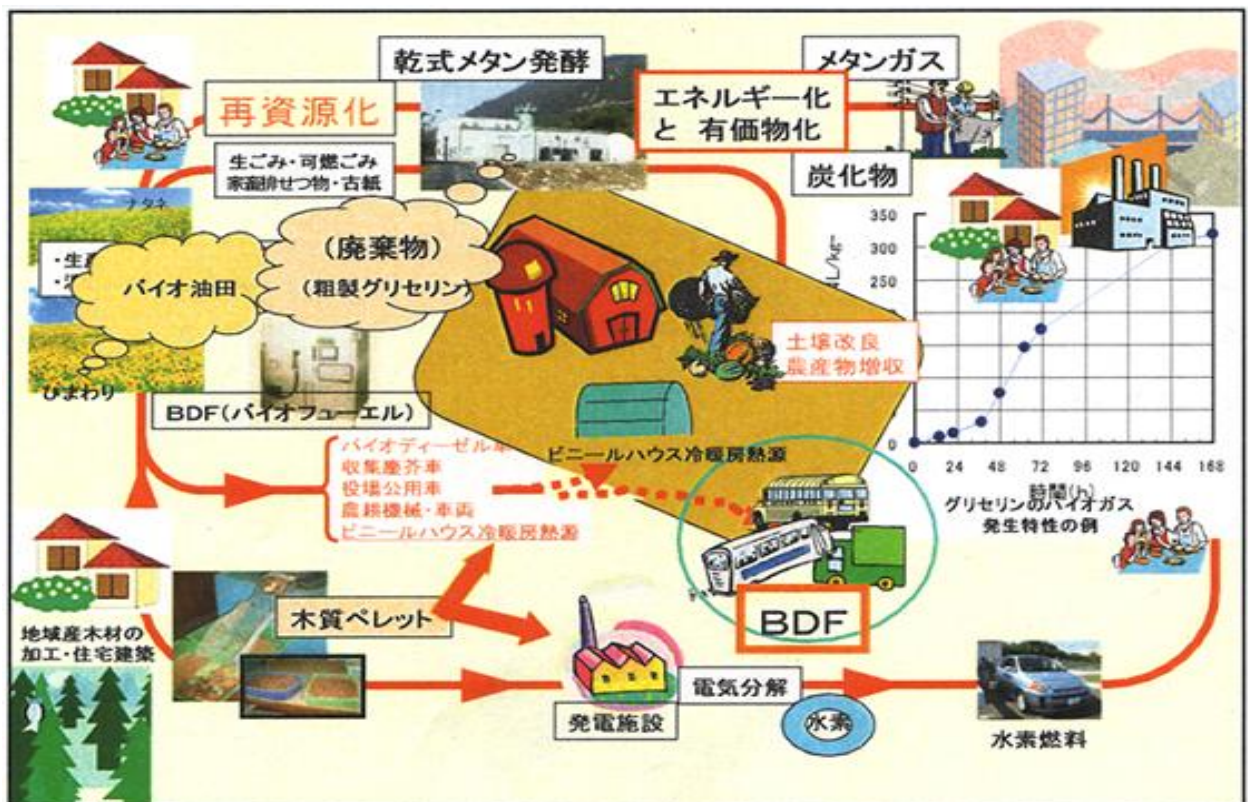 乾式メタン発酵
メタンガス
再資源化
エネルギー化
と 有価物化
生ごみ・可燃ごみ
家畜排せつ物・古紙
炭化物
ナタネ
・生
(廃棄物)
(粗製グリセリン)
バイオ油田
350
300
250
0
L/kg
土壌改良
農産物増収
ひまわり
BDF(バイオフューエル)
バイオディーゼル車
収集塵芥車
役場公用車
農耕機械・車両
ビニールハウス冷暖房熱源
ビニールハウス冷暖房熱源
0 24 48 72 96 120 144 168
時間(h)
グリセリンのバイオガス
発生特性の例
木質ペレット
BDF
地域産木材の
加工・住宅建築
電気分解
発電施設
水素
水素燃料